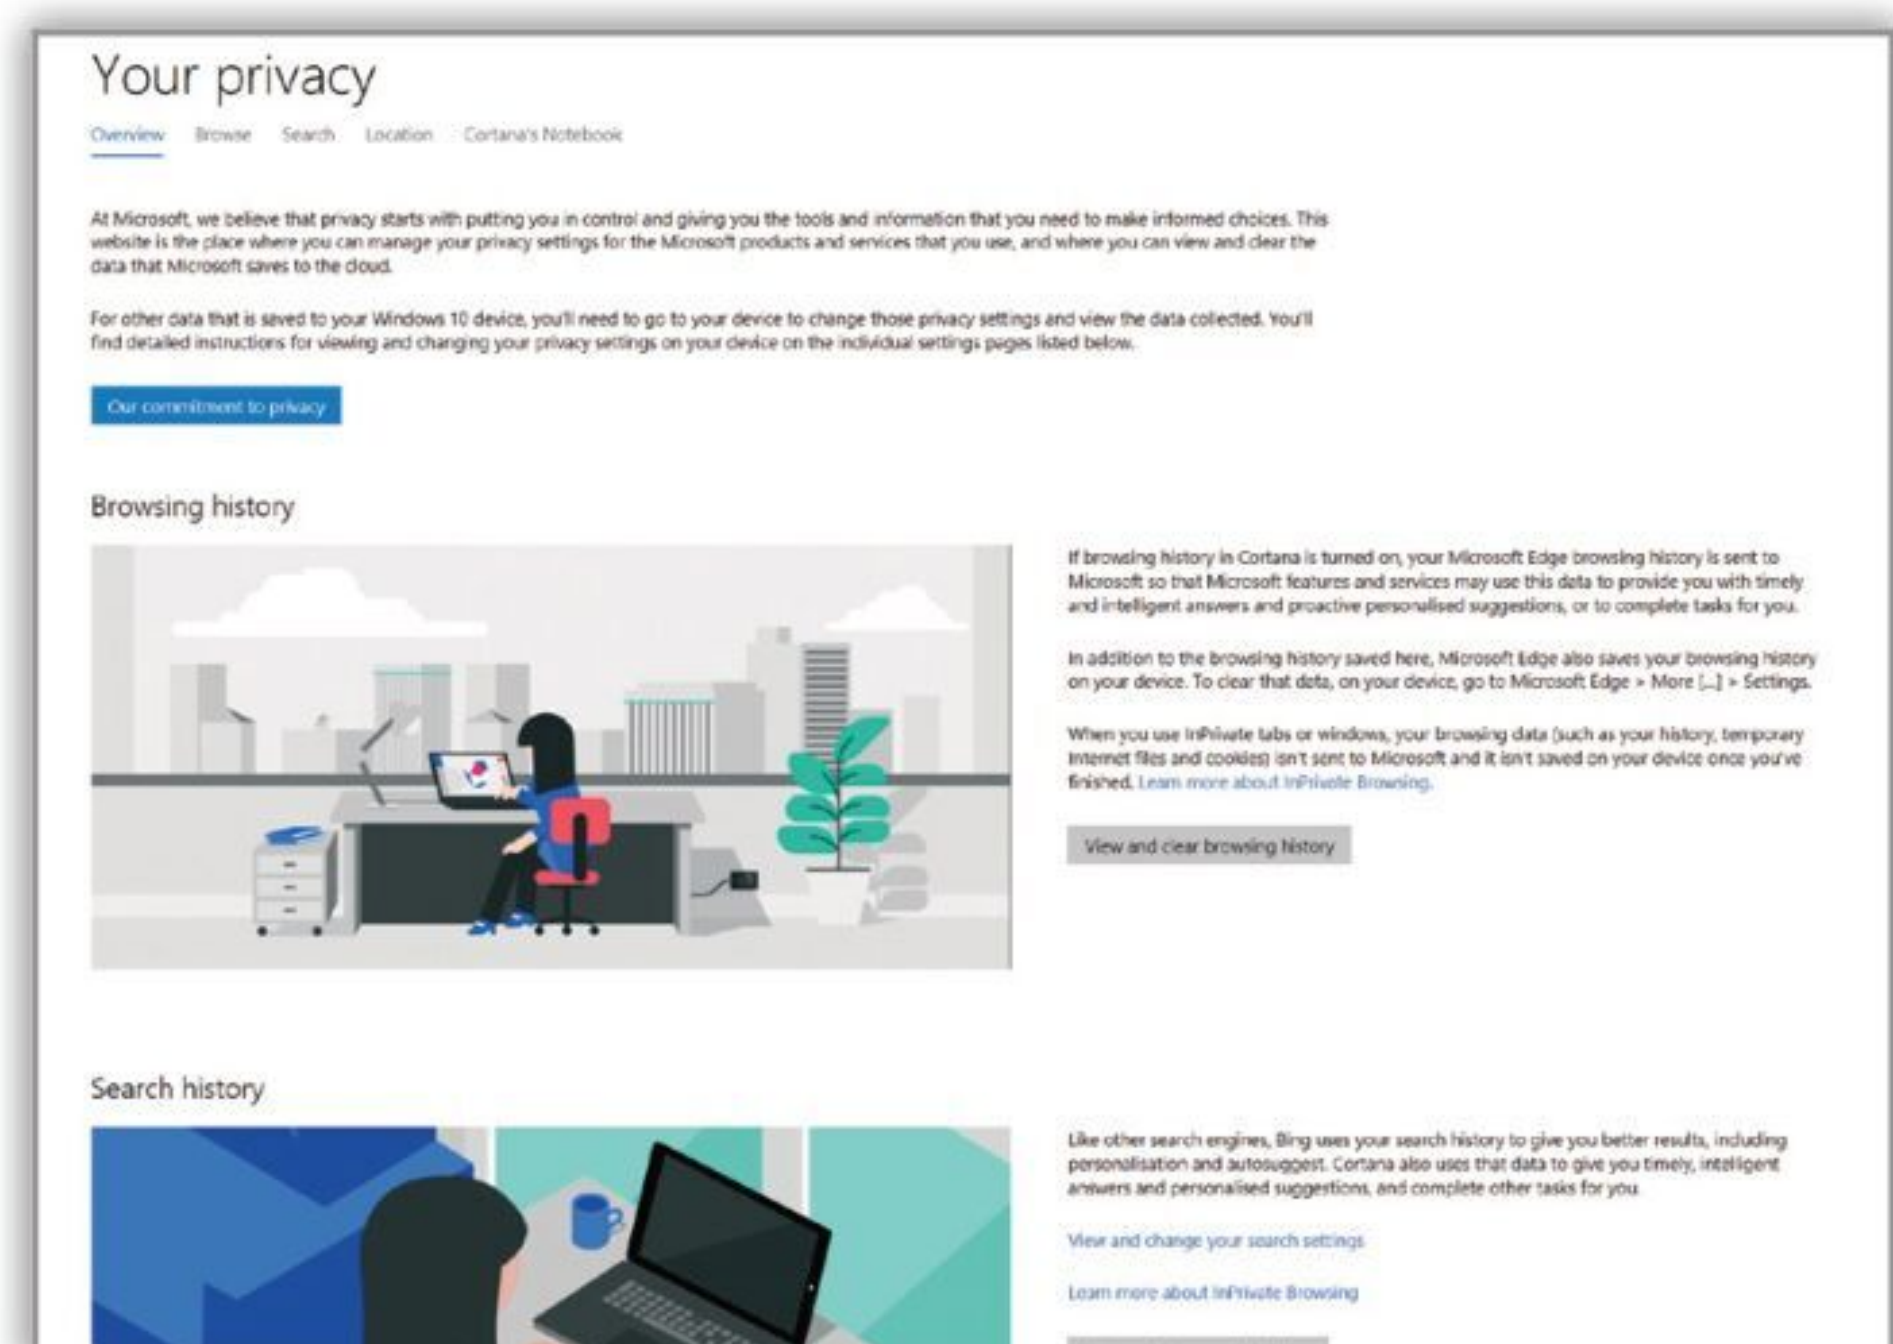 Your privacy
Overview Browse Search Location Cortana's Notebook
At Microsoft, we believe that privacy starts with putting you in control and giving you the tools and information that you need to make informed choices. This
website is the place where you can manage your privacy settings for the Microsoft products and services that you use, and where you can view and clear the
data that Microsoft saves to the cloud.
For other data that is saved to your Windows 10 device, you'll need to go to your device to change those privacy settings and view the data collected. You'll
find detailed instructions for viewing and changing your privacy settings on your device on the individual settings pages listed below.
Our commitment to privacy
Browsing history
If browsing history in Cortana is turned on, your Microsoft Edge browsing history is sent to
Microsoft so that Microsoft features and services may use this data to provide you with timely
and intelligent answers and proactive personalised suggestions, or to complete tasks for you.
In addition to the browsing history saved here, Microsoft Edge also saves your browsing history
on your device. To clear that data, on your device, go to Microsoft Edge > More [...] > Settings.
When you use InPrivate tabs or windows, your browsing data (such as your history, temporary
internet files and cookies) isn't sent to Microsoft and it isn't saved on your device once you've
finished. Learn more about InPrivate Browsing.
View and clear browsing history
Search history
Like other search engines, Bing uses your search history to give you better results, including
personalisation and autosuggest. Cortana also uses that data to give you timely, intelligent
answers and personalised suggestions, and complete other tasks for you.
View and change your search settings
Learn more about InPrivate Browsing